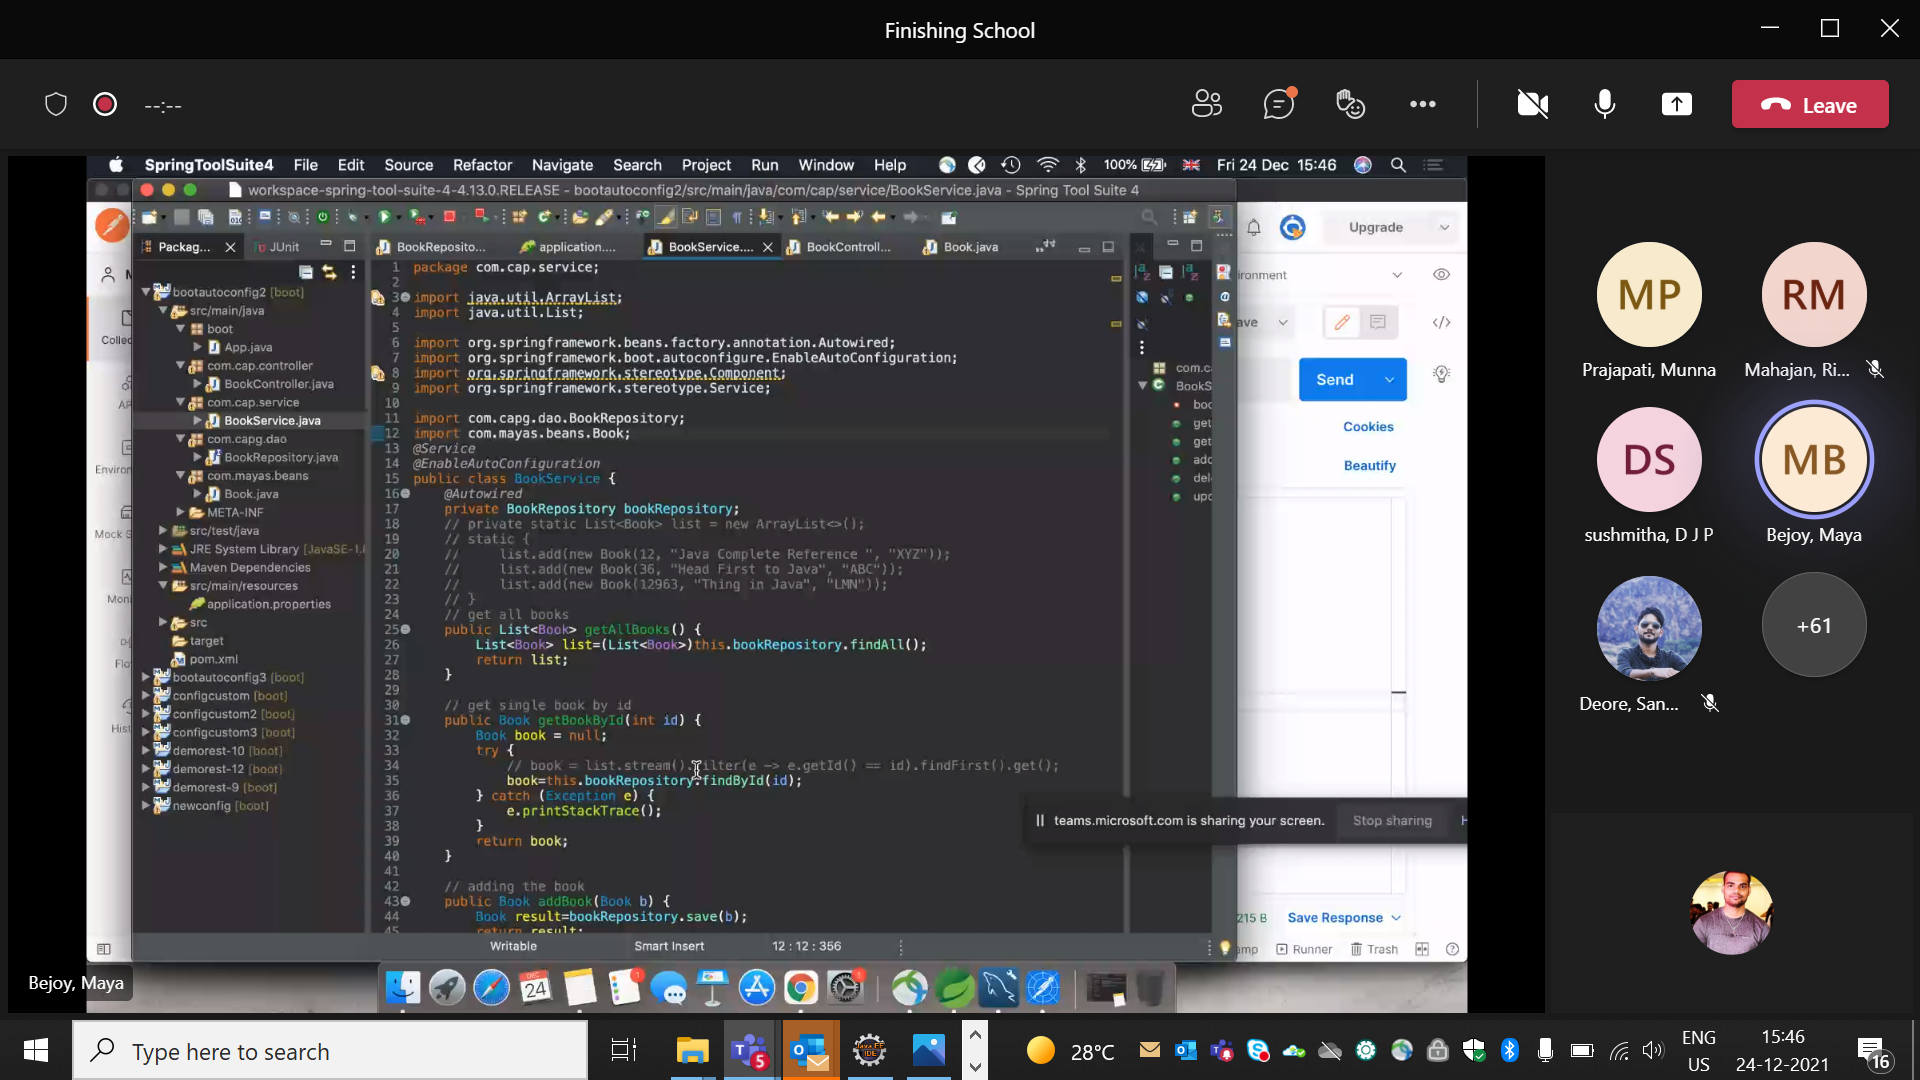 Finishing School
--:--
Leave
SpringToolSuite4 File Edit Source Refactor Navigate Search Project Run Window Help 100% Fri 24 Dec 15:46
workspace-spring-tool-suite-4-4.13.0.RELEASE - bootautoconfig2/src/main/java/com/cap/service/BookService.java - Spring Tool Suite 4
Packag... JUnit BookReposito... application.... BookService.... BookControll... Book.java
Upgrade
bootautoconfig2 [boot]
src/main/java
boot
App.java
com.cap.controller
BookController.java
com.cap.service
BookService.java
com.capg.dao
BookRepository.java
com.mayas.beans
Book.java
META-INF
src/test/java
JRE System Library [JavaSE-1.
Maven Dependencies
src/main/resources
application.properties
src
target
pom.xml
bootautoconfig3 [boot]
configcustom [boot]
configcustom2 [boot]
configcustom3 [boot]
demorest-10 [boot]
demorest-12 [boot]
demorest-9 [boot]
newconfig [boot]
1 package com.cap.service;
2
3 import java.util.ArrayList;
4 import java.util.List;
5
6 import org.springframework.beans.factory.annotation.Autowired;
7 import org.springframework.boot.autoconfigure.EnableAutoConfiguration;
8 import org.springframework.stereotype.Component;
9 import org.springframework.stereotype.Service;
10
11 import com.capg.dao.BookRepository;
12 import com.mayas.beans.Book;
13 @Service
14 @EnableAutoConfiguration
15 public class BookService {
16 @Autowired
17 private BookRepository bookRepository;
18 // private static List<Book> list = new ArrayList<>();
19 // static {
20 // list.add(new Book(12, "Java Complete Reference ", "XYZ"));
21 // list.add(new Book(36, "Head First to Java", "ABC"));
22 // list.add(new Book(12963, "Thing in Java", "LMN"));
23 // }
24 // get all books
25 public List<Book> getAllBooks() {
26 List<Book> list=(List<Book>)this.bookRepository.findAll();
27 return list;
28 }
29
30 // get single book by id
31 public Book getBookById(int id) {
32 Book book = null;
33 try {
34 // book = list.stream().filter(e -> e.getId() == id).findFirst().get();
35 book=this.bookRepository.findById(id);
36 } catch (Exception e) {
37 e.printStackTrace();
38 }
39 return book;
40 }
41
42 // adding the book
43 public Book addBook(Book b) {
44 Book result=bookRepository.save(b);
45 return result;
com.c
BookS
boo
get
get
add
del
upd
Collec
Environ
Mock S
Mon
Flo
Hist
ironment
ave
Send
Cookies
Beautify
teams.microsoft.com is sharing your screen. Stop sharing H
215 B Save Response
Runner Trash
Writable Smart Insert 12 : 12 : 356
DEC
24
1
1
Bejoy, Maya
MP
Prajapati, Munna
RM
Mahajan, Ri...
DS
sushmitha, D J P
MB
Bejoy, Maya
Deore, San...
+61
Type here to search
5
28°C
ENG
US
15:46
24-12-2021
16